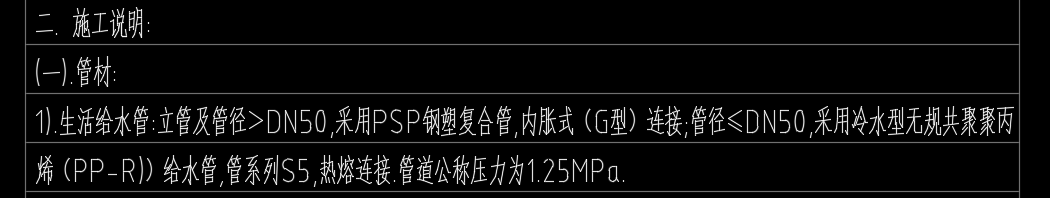 二. 施工说明:
(一).管材:
1).生活给水管:立管及管径>DN50,采用PSP钢塑复合管,内胀式（G型）连接;管径≤DN50,采用冷水型无规共聚聚丙
烯（PP-R)）给水管,管系列S5,热熔连接.管道公称压力为1.25MPa.